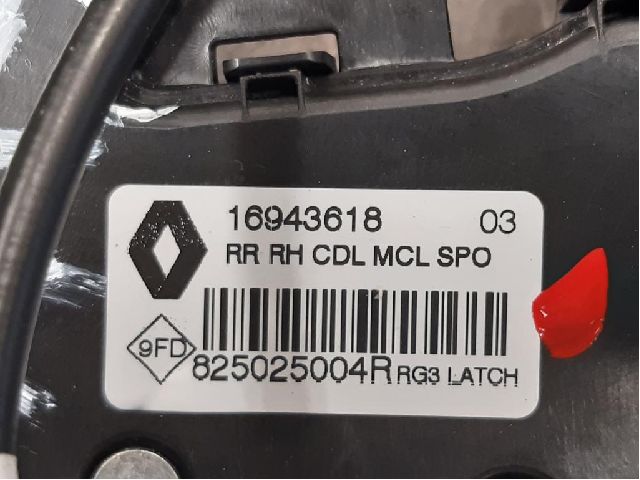 16943618 03
RR RH CDL MCL SPO
9FD
825025004R RG3 LATCH